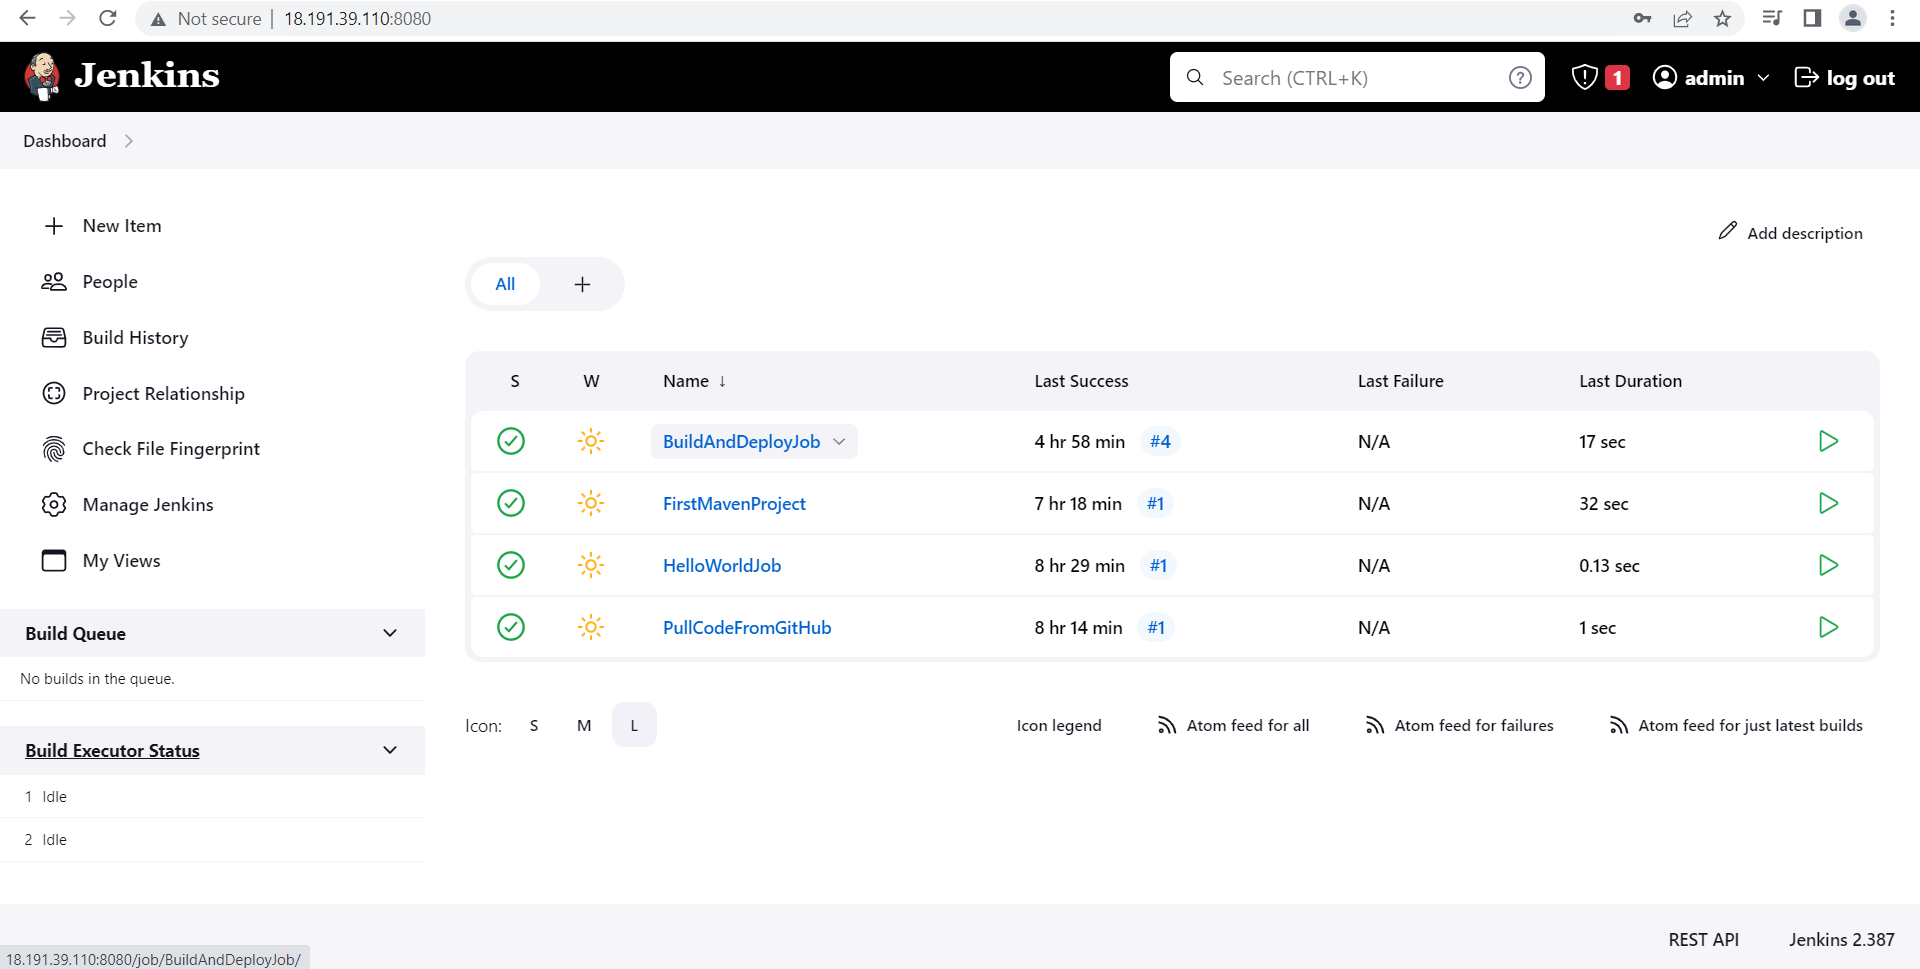 Not secure | 18.191.39.110:8080
Jenkins
Search (CTRL+K)
1
admin
log out
Dashboard
New Item
People
Build History
Project Relationship
Check File Fingerprint
Manage Jenkins
My Views
Build Queue
No builds in the queue.
Build Executor Status
1 Idle
2 Idle
Add description
All +
S W Name ↓ Last Success Last Failure Last Duration
BuildAndDeployJob 4 hr 58 min #4 N/A 17 sec
FirstMavenProject 7 hr 18 min #1 N/A 32 sec
HelloWorldJob 8 hr 29 min #1 N/A 0.13 sec
PullCodeFromGitHub 8 hr 14 min #1 N/A 1 sec
Icon: S M L Icon legend Atom feed for all Atom feed for failures Atom feed for just latest builds
REST API Jenkins 2.387
18.191.39.110:8080/job/BuildAndDeployJob/